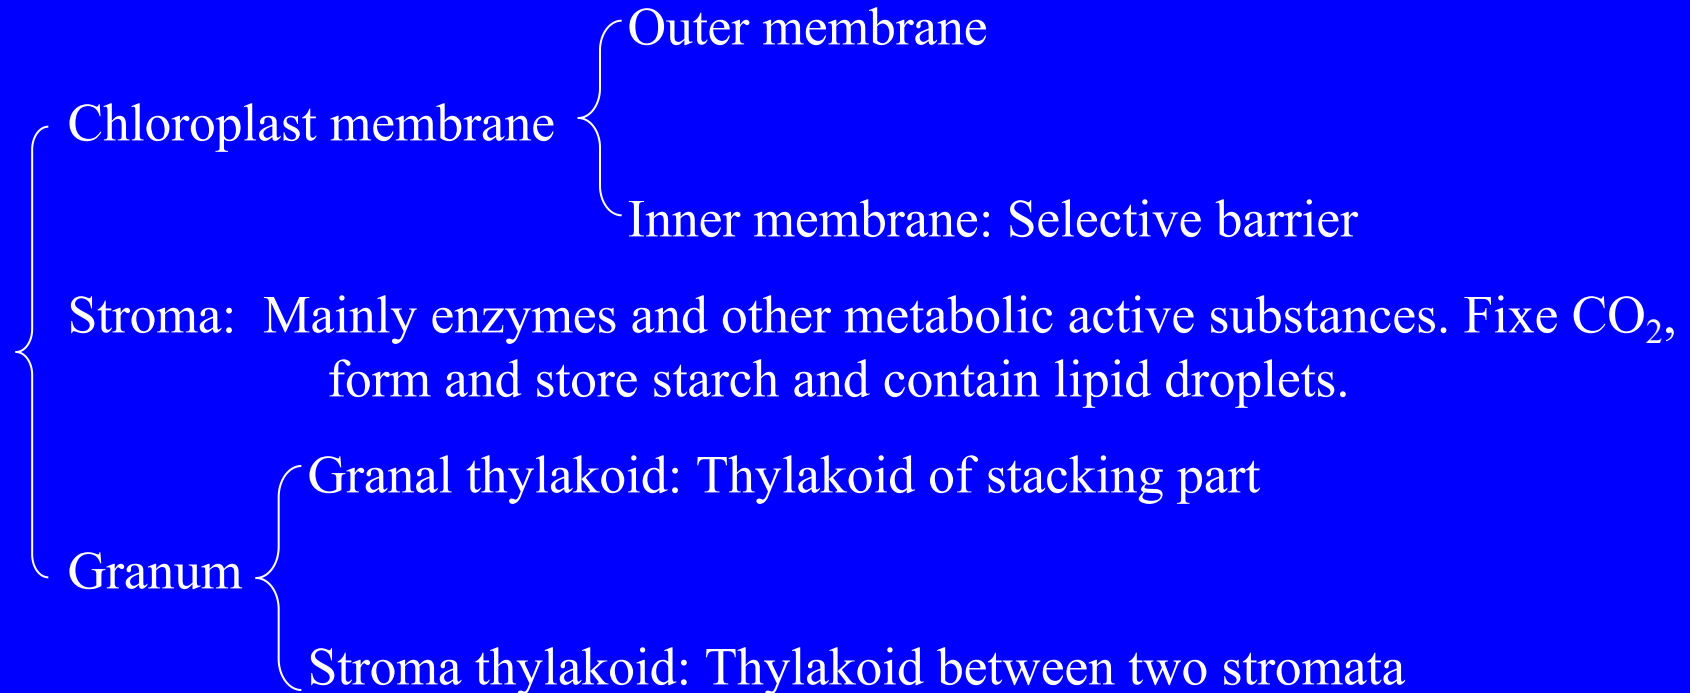 Outer membrane
Chloroplast membrane
Inner membrane: Selective barrier
Stroma: Mainly enzymes and other metabolic active substances. Fixe CO₂,
form and store starch and contain lipid droplets.
Granal thylakoid: Thylakoid of stacking part
Granum
Stroma thylakoid: Thylakoid between two stromata